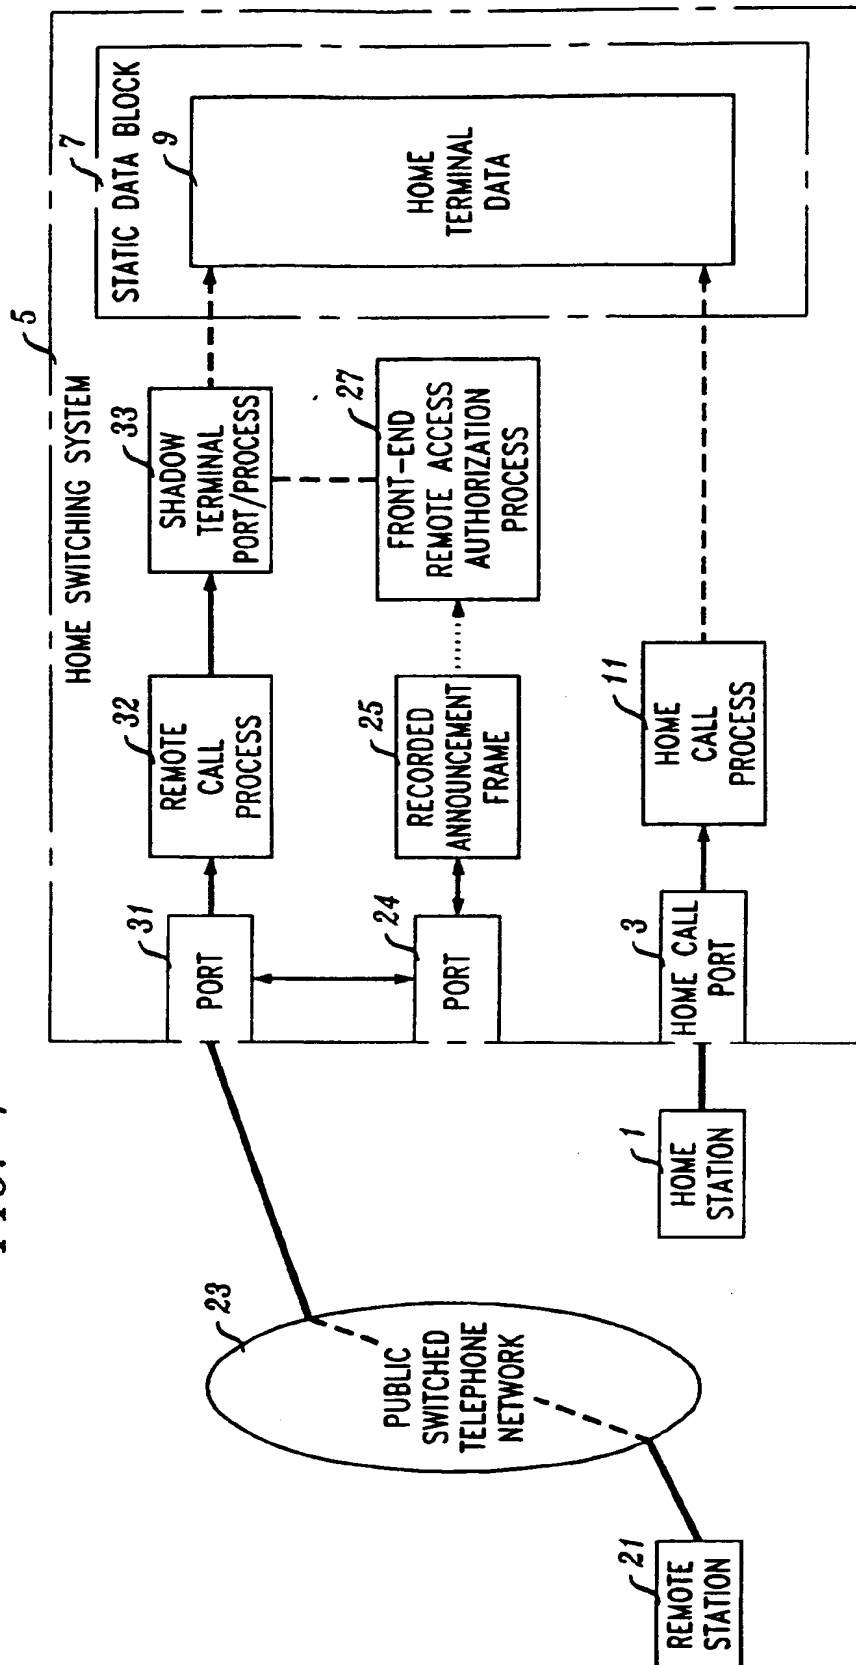 5
HOME SWITCHING SYSTEM
7
STATIC DATA BLOCK
9
HOME
TERMINAL
DATA
33
SHADOW
TERMINAL
PORT/PROCESS
27
FRONT-END
REMOTE ACCESS
AUTHORIZATION
PROCESS
32
REMOTE
CALL
PROCESS
25
RECORDED
ANNOUNCEMENT
FRAME
11
HOME
CALL
PROCESS
31
PORT
24
PORT
3
HOME CALL
PORT
1
HOME
STATION
23
PUBLIC
SWITCHED
TELEPHONE
NETWORK
21
REMOTE
STATION